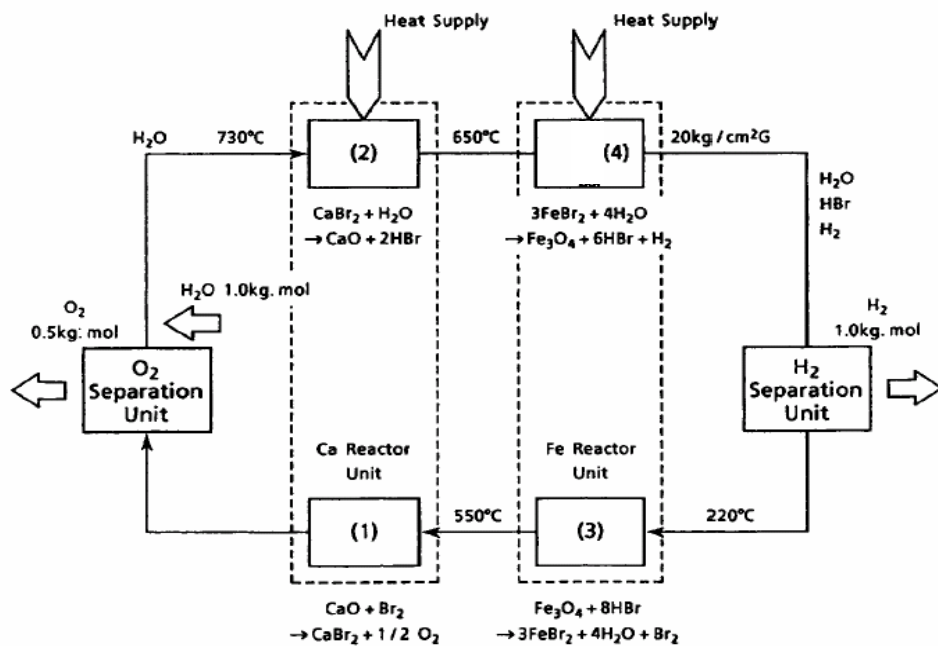 Heat Supply
Heat Supply
H₂O
730°C
(2)
650°C
(4)
20kg/cm²G
H₂O
HBr
H₂
CaBr₂ + H₂O
→ CaO + 2HBr
3FeBr₂ + 4H₂O
→ Fe₃O₄ + 6HBr + H₂
H₂O 1.0kg. mol
O₂
0.5kg: mol
H₂
1.0kg. mol
O₂
Separation
Unit
H₂
Separation
Unit
Ca Reactor
Unit
Fe Reactor
Unit
(1)
550°C
(3)
220°C
CaO + Br₂
→ CaBr₂ + 1/2 O₂
Fe₃O₄ + 8HBr
→ 3FeBr₂ + 4H₂O + Br₂